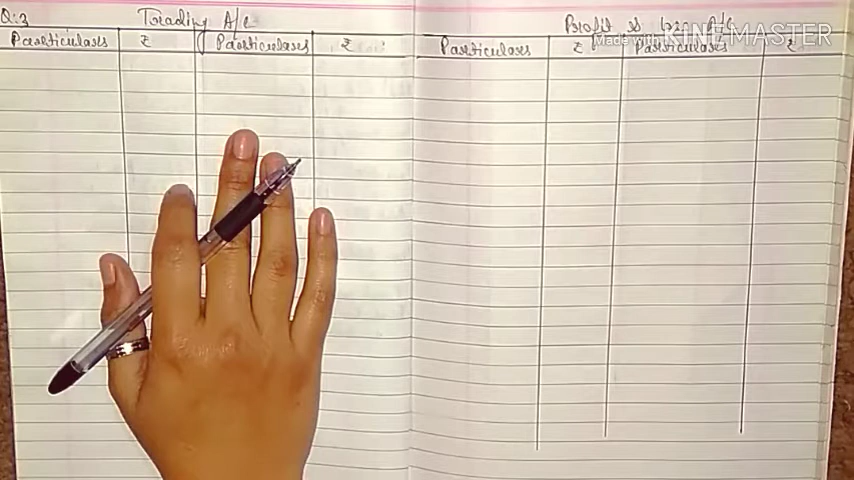 Q:3 Trading A/c
Particulars ₹ Particulars ₹
Profit & Loss A/c
Made with KINEMASTER
Particulars ₹ Particulars ₹